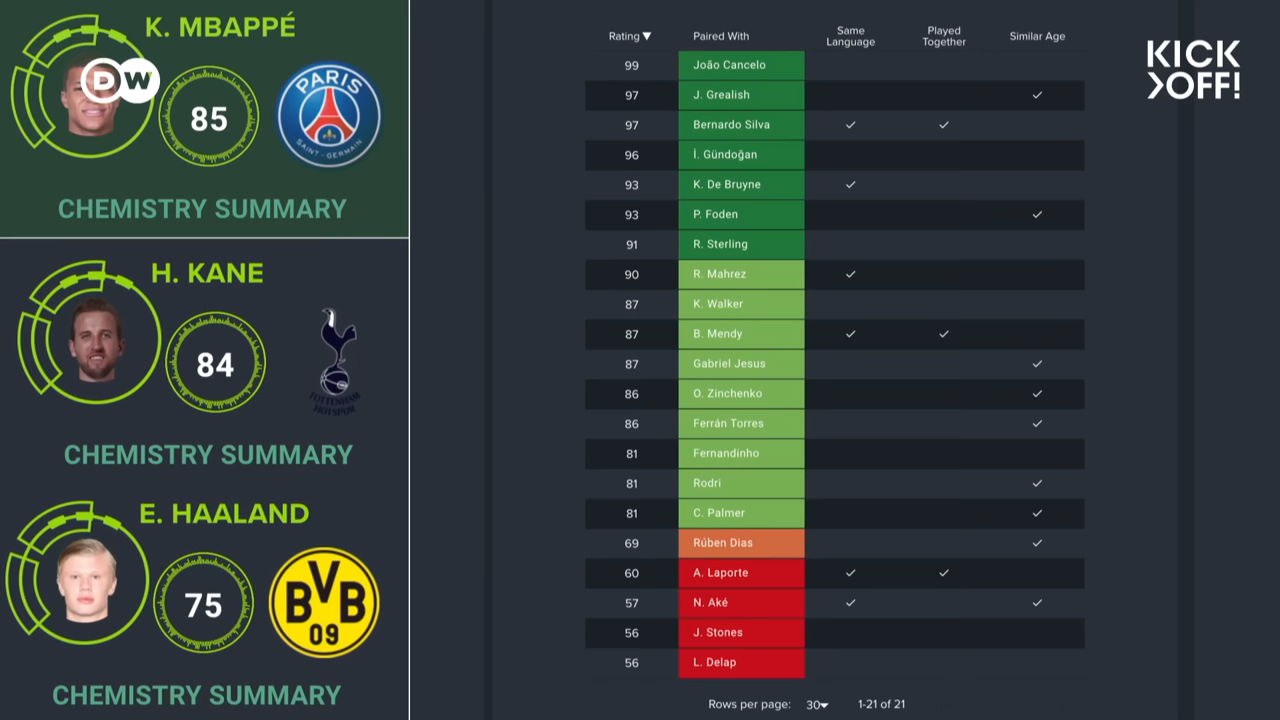 K. MBAPPÉ
DW
85
PARIS
SAINT-GERMAIN
CHEMISTRY SUMMARY
H. KANE
84
TOTTENHAM
HOTSPUR
CHEMISTRY SUMMARY
E. HAALAND
75
BVB
09
CHEMISTRY SUMMARY
Rating▼ Paired With Same Language Played Together Similar Age
99 João Cancelo
97 J. Grealish ✓
97 Bernardo Silva ✓ ✓
96 İ. Gündoğan
93 K. De Bruyne ✓
93 P. Foden ✓
91 R. Sterling
90 R. Mahrez ✓
87 K. Walker
87 B. Mendy ✓ ✓
87 Gabriel Jesus ✓
86 O. Zinchenko ✓
86 Ferrán Torres ✓
81 Fernandinho
81 Rodri ✓
81 C. Palmer ✓
69 Rúben Dias ✓
60 A. Laporte ✓ ✓
57 N. Aké ✓ ✓
56 J. Stones
56 L. Delap
Rows per page: 30▾ 1-21 of 21
KICK
OFF!